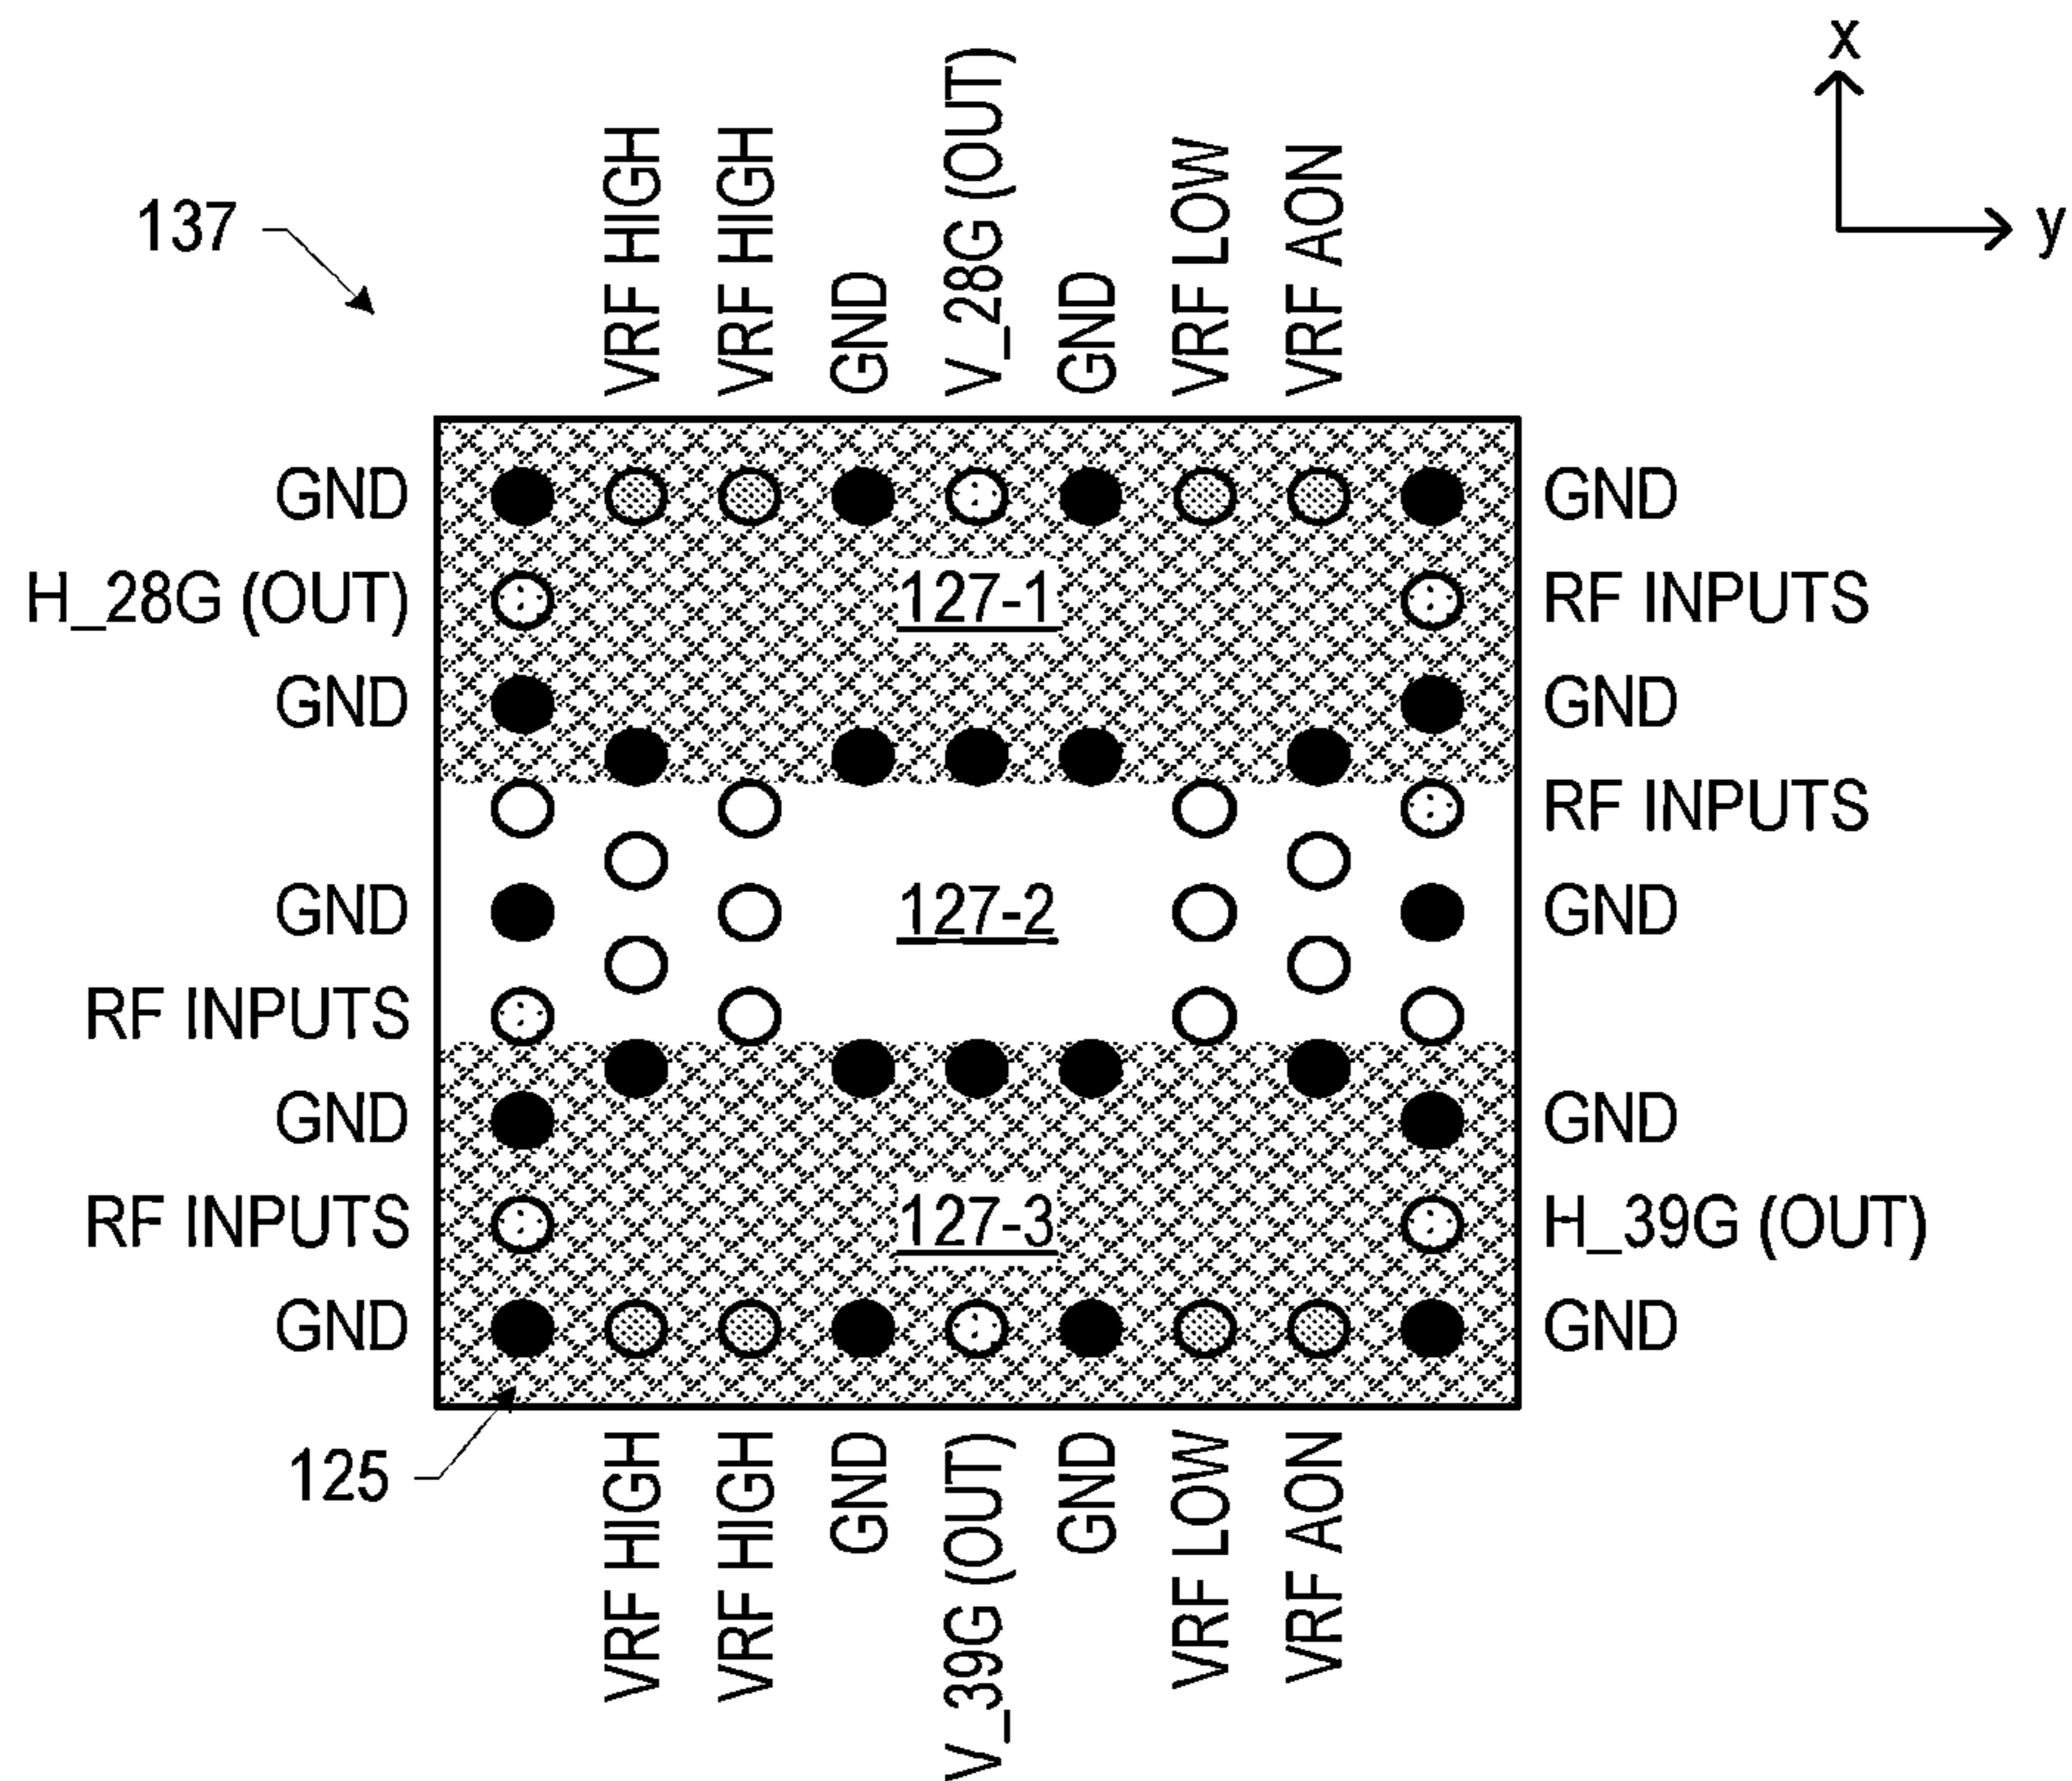 x
y
137
VRF HIGH
VRF HIGH
GND
V_28G (OUT)
GND
VRF LOW
VRF AON
GND
GND
H_28G (OUT)
127-1
RF INPUTS
GND
GND
RF INPUTS
GND
127-2
GND
RF INPUTS
GND
GND
RF INPUTS
127-3
H_39G (OUT)
GND
GND
125
VRF HIGH
VRF HIGH
GND
V_39G (OUT)
GND
VRF LOW
VRF AON